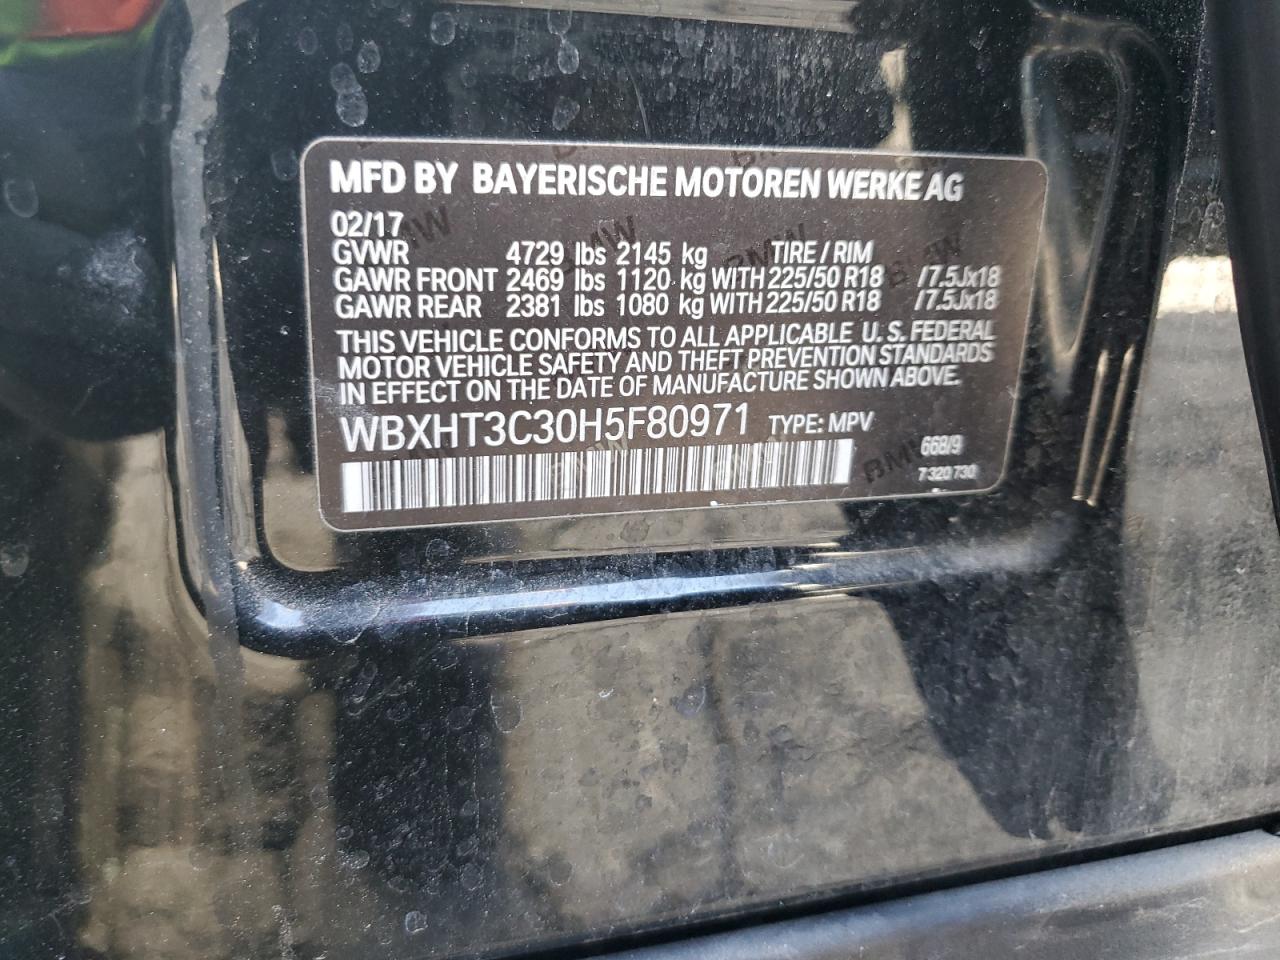 MFD BY BAYERISCHE MOTOREN WERKE AG
02/17
GVWR 4729 lbs 2145 kg TIRE / RIM
GAWR FRONT 2469 lbs 1120 kg WITH 225/50 R18 /7.5Jx18
GAWR REAR 2381 lbs 1080 kg WITH 225/50 R18 /7.5Jx18
THIS VEHICLE CONFORMS TO ALL APPLICABLE U.S. FEDERAL
MOTOR VEHICLE SAFETY AND THEFT PREVENTION STANDARDS
IN EFFECT ON THE DATE OF MANUFACTURE SHOWN ABOVE.
WBXHT3C30H5F80971 TYPE: MPV
668/9
7 320 730